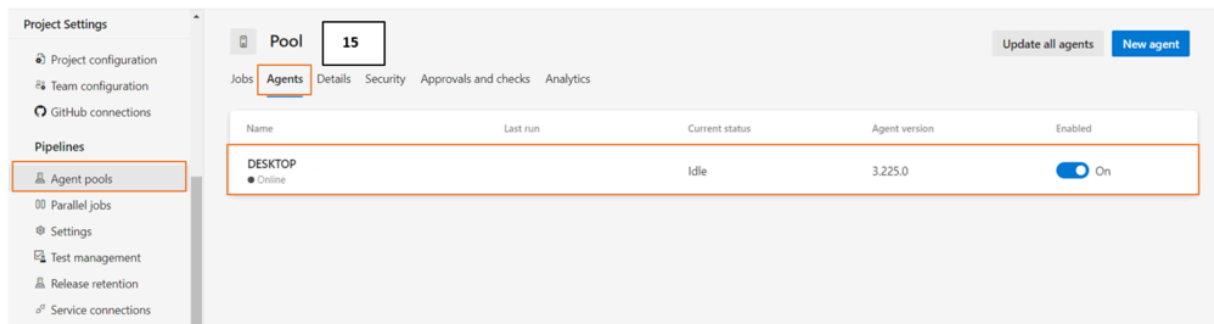 Project Settings
Project configuration
Team configuration
GitHub connections
Pipelines
Agent pools
Parallel jobs
Settings
Test management
Release retention
Service connections
Pool 15
Update all agents New agent
Jobs Agents Details Security Approvals and checks Analytics
Name Last run Current status Agent version Enabled
DESKTOP Idle 3.225.0 On
Online